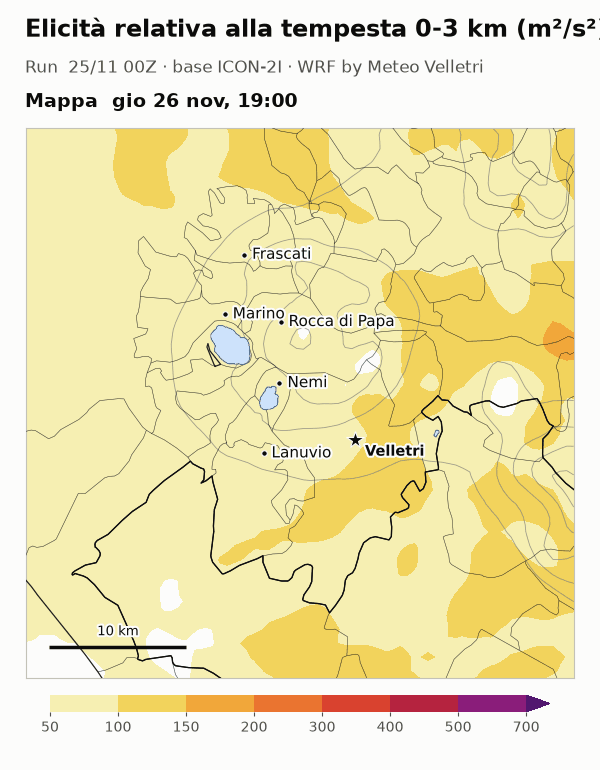 Elicità relativa alla tempesta 0-3 km (m²/s²)
Run  25/11 00Z · base ICON-2I · WRF by Meteo Velletri
Mappa  gio 26 nov, 19:00
Frascati
Marino
Rocca di Papa
Nemi
Velletri
Lanuvio
10 km
50 100 150 200 300 400 500 700